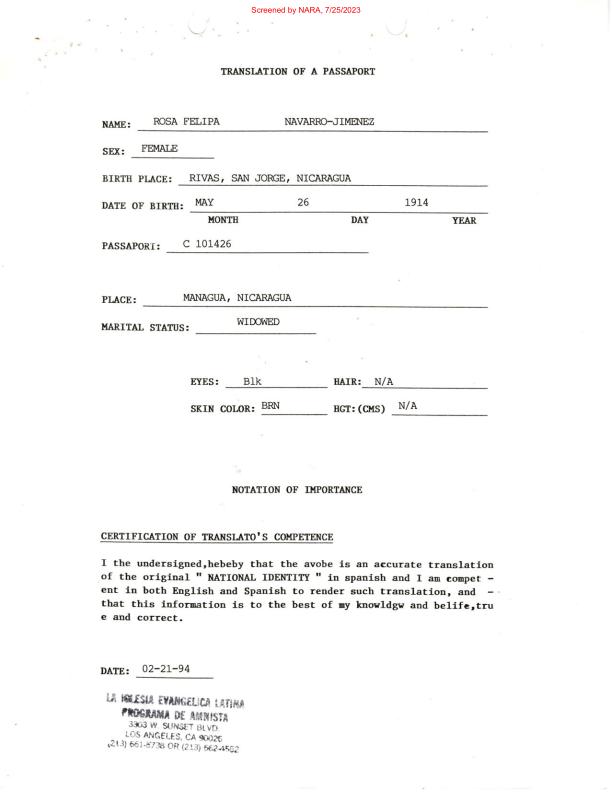 Screened by NARA, 7/25/2023
TRANSLATION OF A PASSAPORT
NAME: ROSA FELIPA NAVARRO-JIMENEZ
SEX: FEMALE
BIRTH PLACE: RIVAS, SAN JORGE, NICARAGUA
DATE OF BIRTH: MAY 26 1914
MONTH DAY YEAR
PASSAPORT: C 101426
PLACE: MANAGUA, NICARAGUA
MARITAL STATUS: WIDOWED
EYES: Blk HAIR: N/A
SKIN COLOR: BRN HGT:(CMS) N/A
NOTATION OF IMPORTANCE
CERTIFICATION OF TRANSLATO'S COMPETENCE
I the undersigned,hebeby that the avobe is an accurate translation
of the original " NATIONAL IDENTITY " in spanish and I am compet -
ent in both English and Spanish to render such translation, and -
that this information is to the best of my knowldgw and belife,tru
e and correct.
DATE: 02-21-94
LA IGLESIA EVANGELICA LATINA
PROGRAMA DE AMNISTA
3303 W. SUNSET BLVD.
LOS ANGELES, CA 90026
(213) 661-8738 OR (213) 662-4582